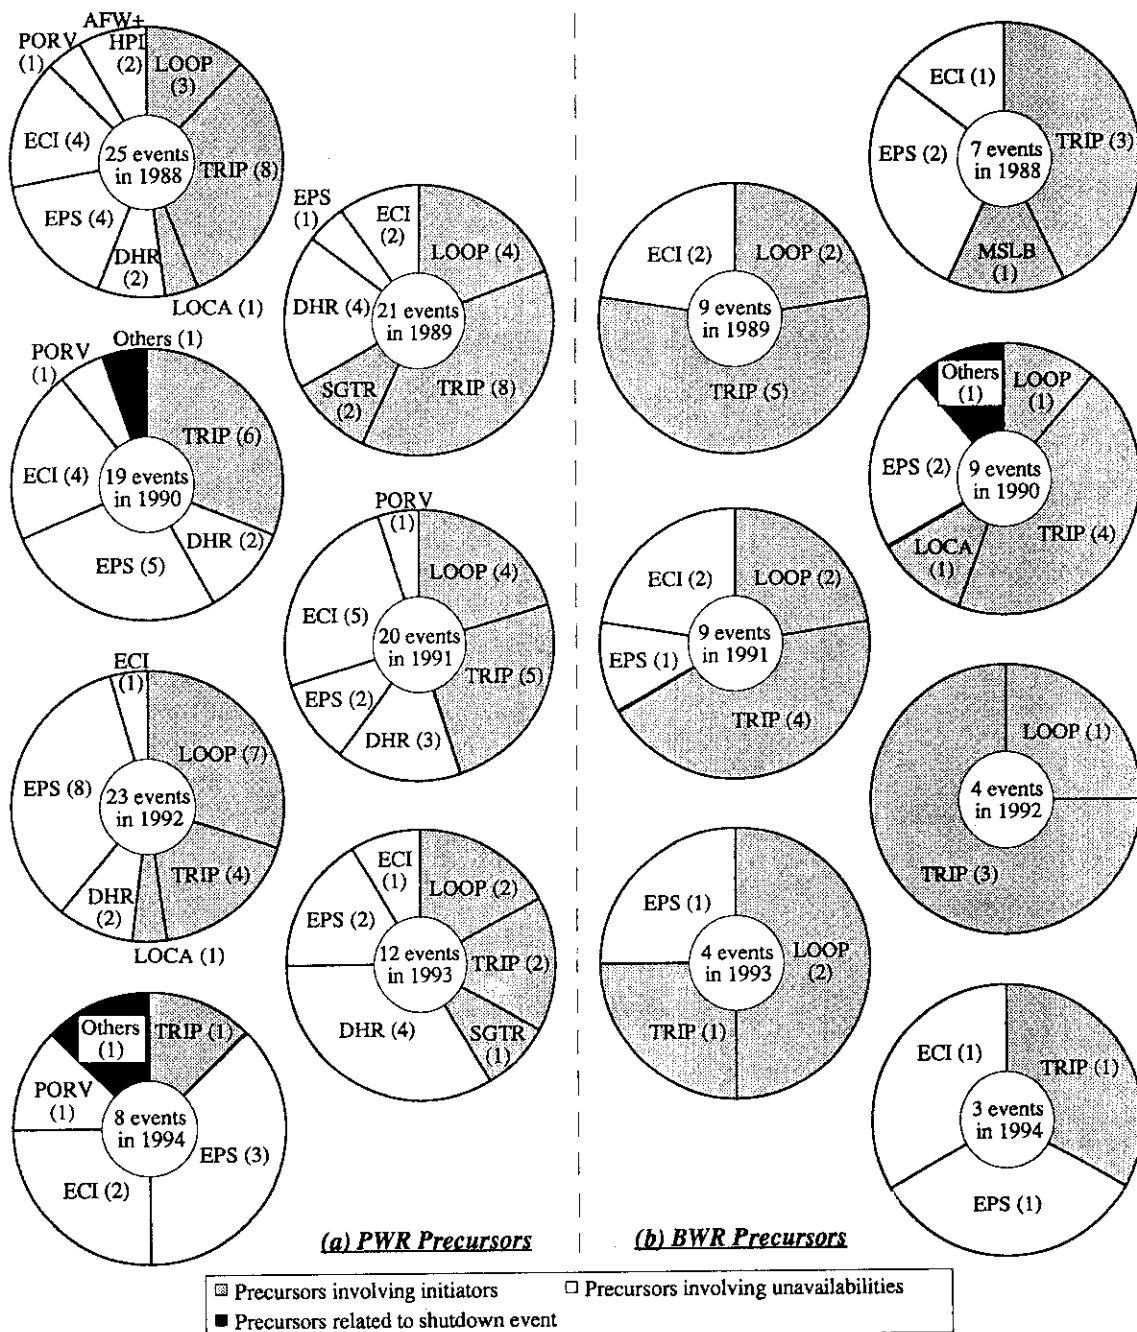 AFW+
HPI
(2)
PORV
(1)
LOOP
(3)
ECI (4)
25 events
in 1988
TRIP (8)
EPS (4)
DHR
(2)
LOCA (1)
EPS
(1)
ECI
(2)
LOOP (4)
DHR (4)
21 events
in 1989
SGTR
(2)
TRIP (8)
Others (1)
PORV
(1)
TRIP (6)
ECI (4)
19 events
in 1990
DHR (2)
EPS (5)
PORV
(1)
LOOP (4)
ECI (5)
20 events
in 1991
TRIP (5)
EPS (2)
DHR (3)
ECI
(1)
LOOP (7)
EPS (8)
23 events
in 1992
TRIP (4)
DHR
(2)
LOCA (1)
ECI
(1)
LOOP (2)
EPS (2)
12 events
in 1993
TRIP (2)
DHR (4)
SGTR
(1)
Others
(1)
TRIP (1)
PORV
(1)
8 events
in 1994
EPS (3)
ECI (2)
(a) PWR Precursors
ECI (1)
EPS (2)
7 events
in 1988
TRIP (3)
MSLB
(1)
ECI (2)
LOOP (2)
9 events
in 1989
TRIP (5)
Others
(1)
LOOP
(1)
EPS (2)
9 events
in 1990
LOCA
(1)
TRIP (4)
ECI (2)
LOOP (2)
9 events
in 1991
EPS (1)
TRIP (4)
LOOP (1)
4 events
in 1992
TRIP (3)
EPS (1)
4 events
in 1993
LOOP
(2)
TRIP (1)
ECI (1)
TRIP (1)
3 events
in 1994
EPS (1)
(b) BWR Precursors
Precursors involving initiators
Precursors involving unavailabilities
Precursors related to shutdown event